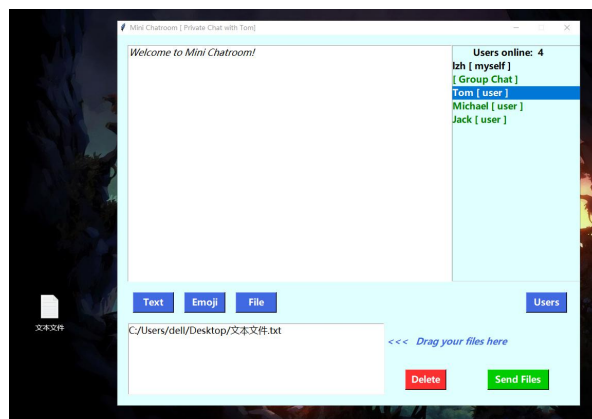 Mini Chatroom [ Private Chat with Tom]
Welcome to Mini Chatroom!
Users online: 4
lzh [ myself ]
[ Group Chat ]
Tom [ user ]
Michael [ user ]
Jack [ user ]
Text
Emoji
File
Users
文本文件
C:/Users/dell/Desktop/文本文件.txt
<<< Drag your files here
Delete
Send Files